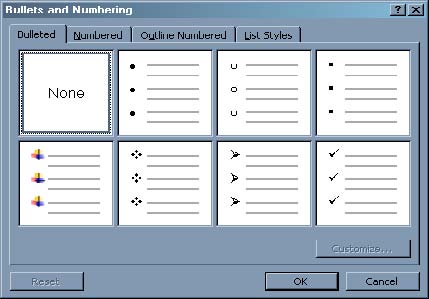 Bullets and Numbering
Bulleted Numbered Outline Numbered List Styles
None
Customize...
Reset OK Cancel